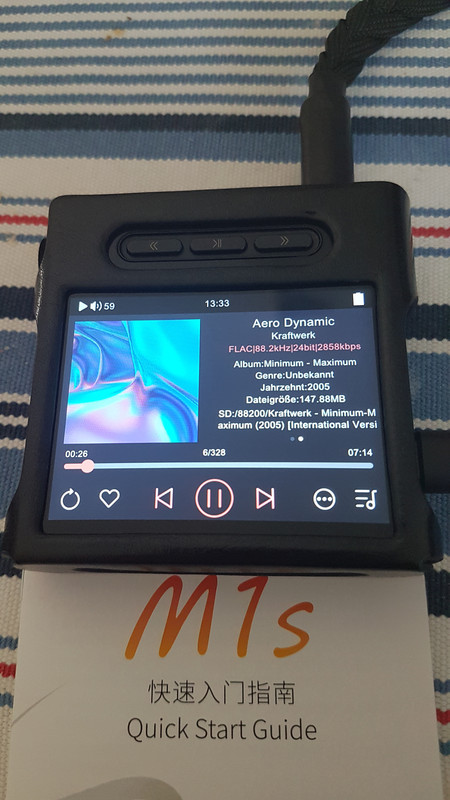 59
13:33
Aero Dynamic
Kraftwerk
FLAC|88.2kHz|24bit|2858kbps
Album:Minimum - Maximum
Genre:Unbekannt
Jahrzehnt:2005
Dateigröße:147.88MB
SD:/88200/Kraftwerk - Minimum-M
aximum (2005) [International Versi
00:26
6/328
07:14
M1s
快速入门指南
Quick Start Guide